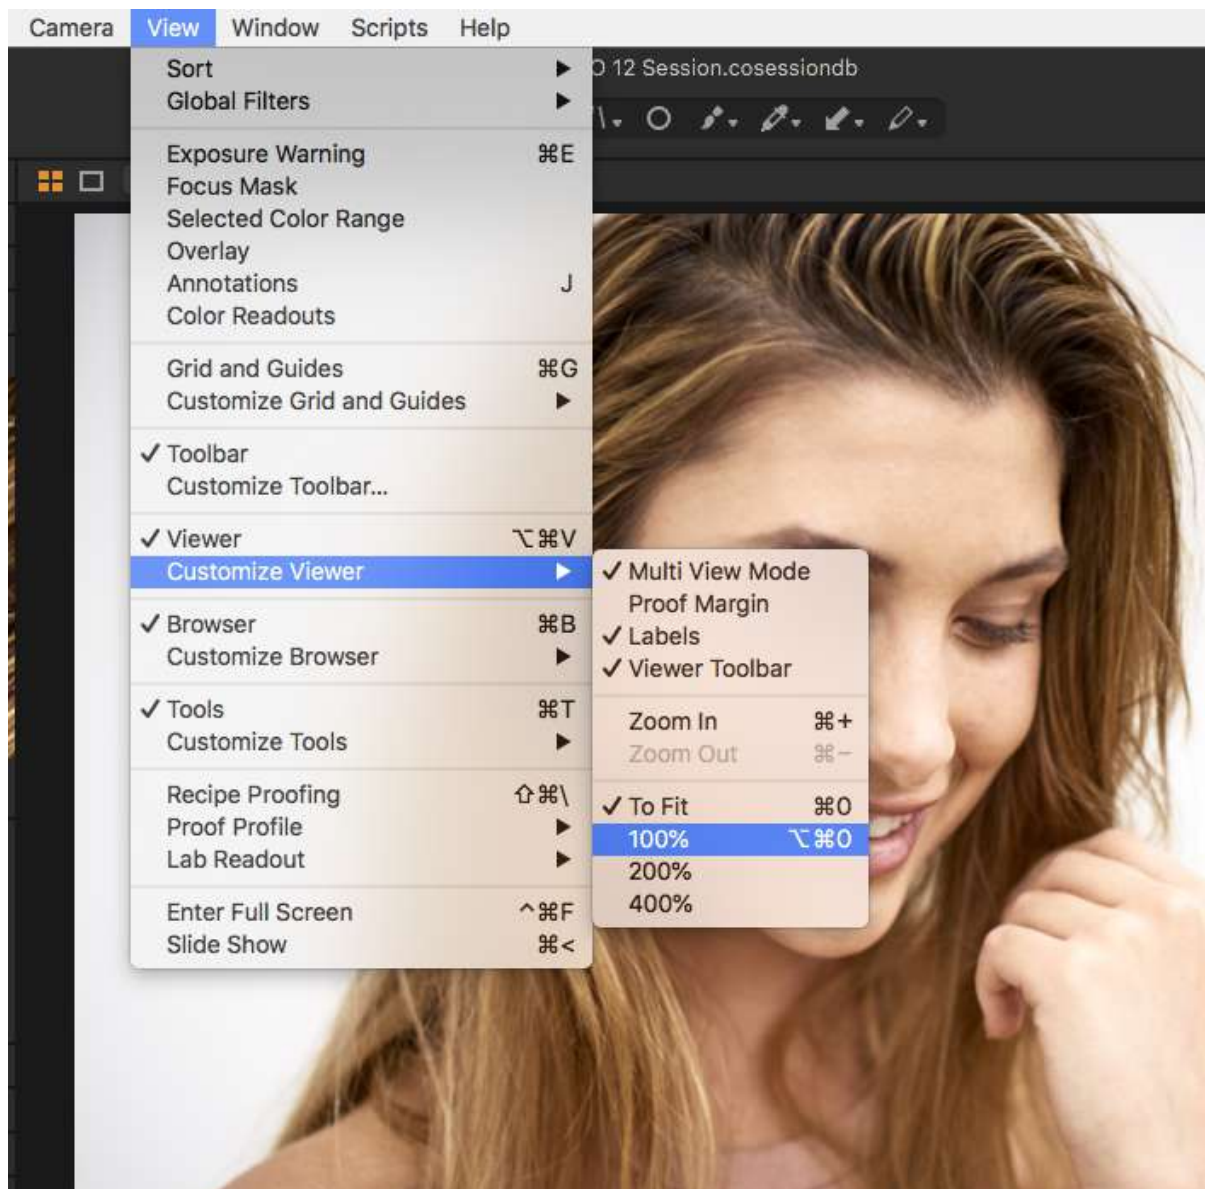 Camera View Window Scripts Help
O 12 Session.cosessiondb
Sort
Global Filters
Exposure Warning ⌘E
Focus Mask
Selected Color Range
Overlay
Annotations J
Color Readouts
Grid and Guides ⌘G
Customize Grid and Guides
Toolbar
Customize Toolbar...
Viewer ⌥⌘V
Customize Viewer
Browser ⌘B
Customize Browser
Tools ⌘T
Customize Tools
Recipe Proofing ⇧⌘\
Proof Profile
Lab Readout
Enter Full Screen ^⌘F
Slide Show ⌘<
Multi View Mode
Proof Margin
Labels
Viewer Toolbar
Zoom In ⌘+
Zoom Out ⌘−
To Fit ⌘0
100% ⌥⌘0
200%
400%